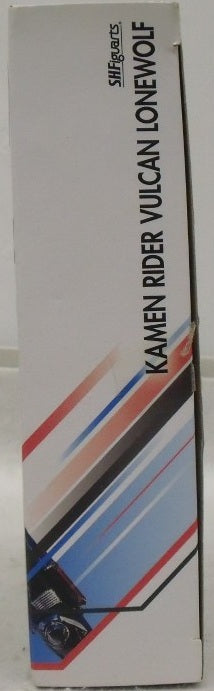 S.H.Figuarts
KAMEN RIDER VULCAN LONEWOLF